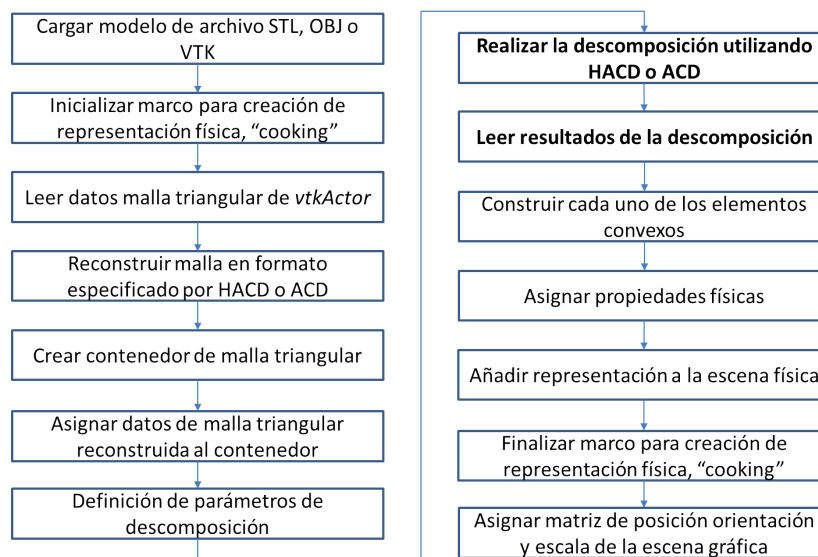 Cargar modelo de archivo STL, OBJ o
VTK
Inicializar marco para creación de
representación física, “cooking”
Leer datos malla triangular de vtkActor
Reconstruir malla en formato
especificado por HACD o ACD
Crear contenedor de malla triangular
Asignar datos de malla triangular
reconstruida al contenedor
Definición de parámetros de
descomposición
Realizar la descomposición utilizando
HACD o ACD
Leer resultados de la descomposición
Construir cada uno de los elementos
convexos
Asignar propiedades físicas
Añadir representación a la escena física
Finalizar marco para creación de
representación física, “cooking”
Asignar matriz de posición orientación
y escala de la escena gráfica